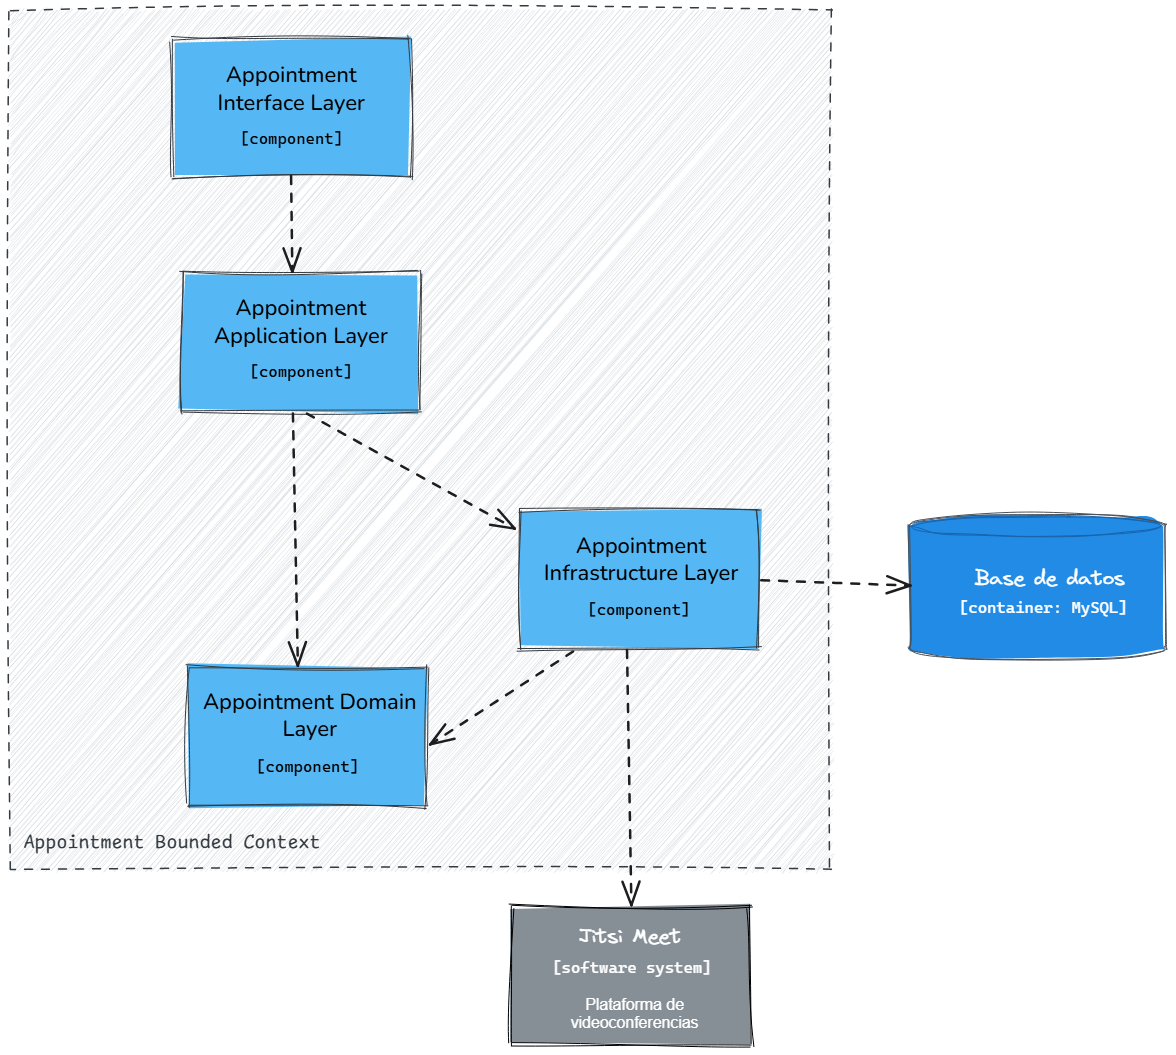 Appointment
Interface Layer
[component]
Appointment
Application Layer
[component]
Appointment
Infrastructure Layer
[component]
Base de datos
[container: MySQL]
Appointment Domain
Layer
[component]
Appointment Bounded Context
Jitsi Meet
[software system]
Plataforma de
videoconferencias